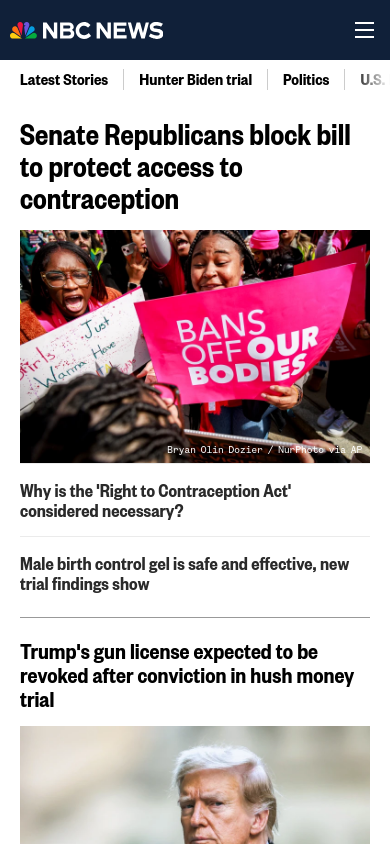 NBC NEWS
Latest Stories
Hunter Biden trial
Politics
U.S.
Senate Republicans block bill
to protect access to
contraception
Just
Girls
Wanna Have
BANS
OFF OUR
BODIES
Bryan Olin Dozier / NurPhoto via AP
Why is the 'Right to Contraception Act'
considered necessary?
Male birth control gel is safe and effective, new
trial findings show
Trump's gun license expected to be
revoked after conviction in hush money
trial